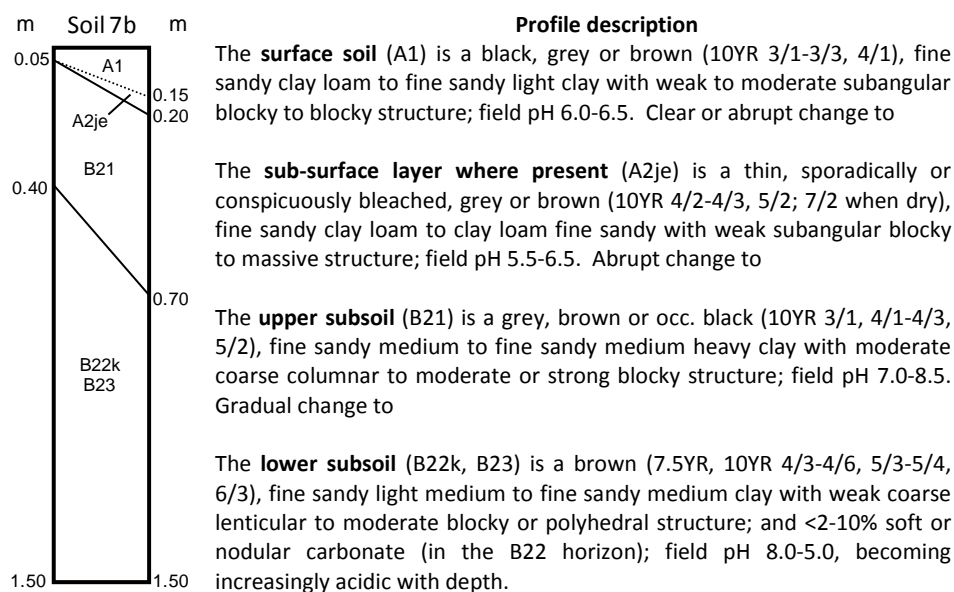 m Soil 7b m
0.05
A1
0.15
A2je
0.20
B21
0.40
0.70
B22k
B23
1.50 1.50
Profile description
The surface soil (A1) is a black, grey or brown (10YR 3/1-3/3, 4/1), fine
sandy clay loam to fine sandy light clay with weak to moderate subangular
blocky to blocky structure; field pH 6.0-6.5. Clear or abrupt change to
The sub-surface layer where present (A2je) is a thin, sporadically or
conspicuously bleached, grey or brown (10YR 4/2-4/3, 5/2; 7/2 when dry),
fine sandy clay loam to clay loam fine sandy with weak subangular blocky
to massive structure; field pH 5.5-6.5. Abrupt change to
The upper subsoil (B21) is a grey, brown or occ. black (10YR 3/1, 4/1-4/3,
5/2), fine sandy medium to fine sandy medium heavy clay with moderate
coarse columnar to moderate or strong blocky structure; field pH 7.0-8.5.
Gradual change to
The lower subsoil (B22k, B23) is a brown (7.5YR, 10YR 4/3-4/6, 5/3-5/4,
6/3), fine sandy light medium to fine sandy medium clay with weak coarse
lenticular to moderate blocky or polyhedral structure; and <2-10% soft or
nodular carbonate (in the B22 horizon); field pH 8.0-5.0, becoming
increasingly acidic with depth.